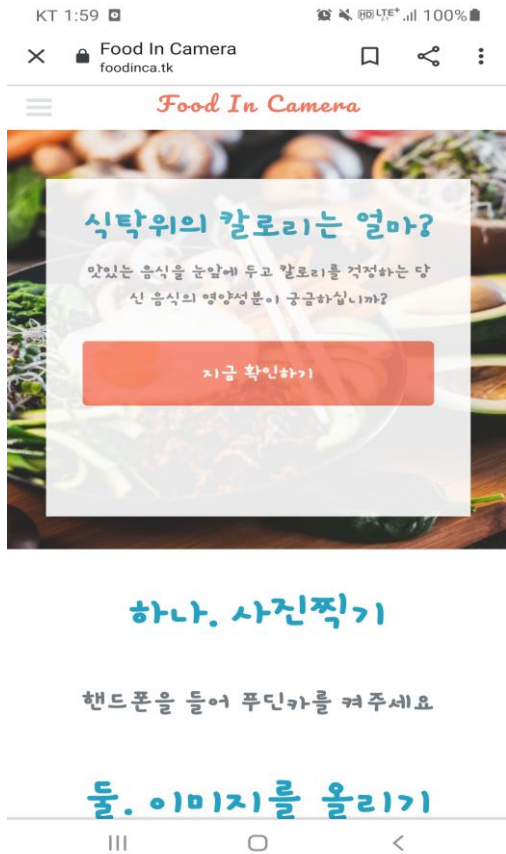 KT 1:59
LTE+ 100%
Food In Camera
foodinca.tk
Food In Camera
식탁위의 칼로리는 얼마?
맛있는 음식을 눈앞에 두고 칼로리를 걱정하는 당
신 음식의 영양성분이 궁금하십니까?
지금 확인하기
하나. 사진찍기
핸드폰을 들어 푸딘카를 켜주세요
둘. 이미지를 올리기